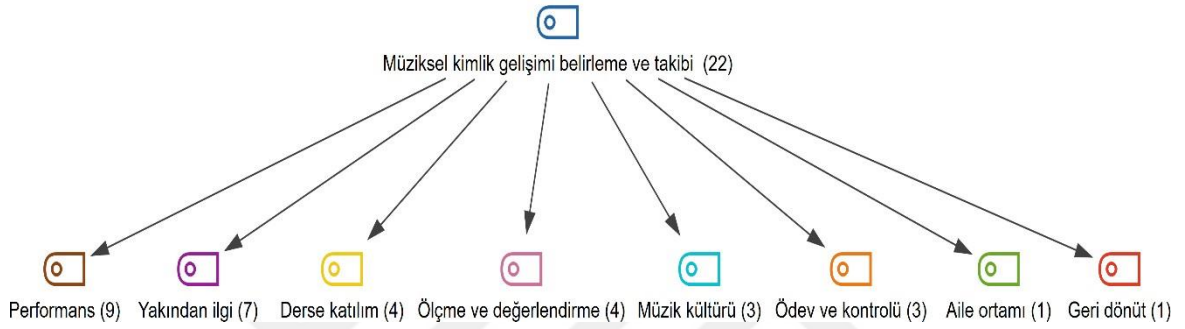 Müziksel kimlik gelişimi belirleme ve takibi (22)
Performans (9) Yakından ilgi (7) Derse katılım (4) Ölçme ve değerlendirme (4) Müzik kültürü (3) Ödev ve kontrolü (3) Aile ortamı (1) Geri dönüt (1)